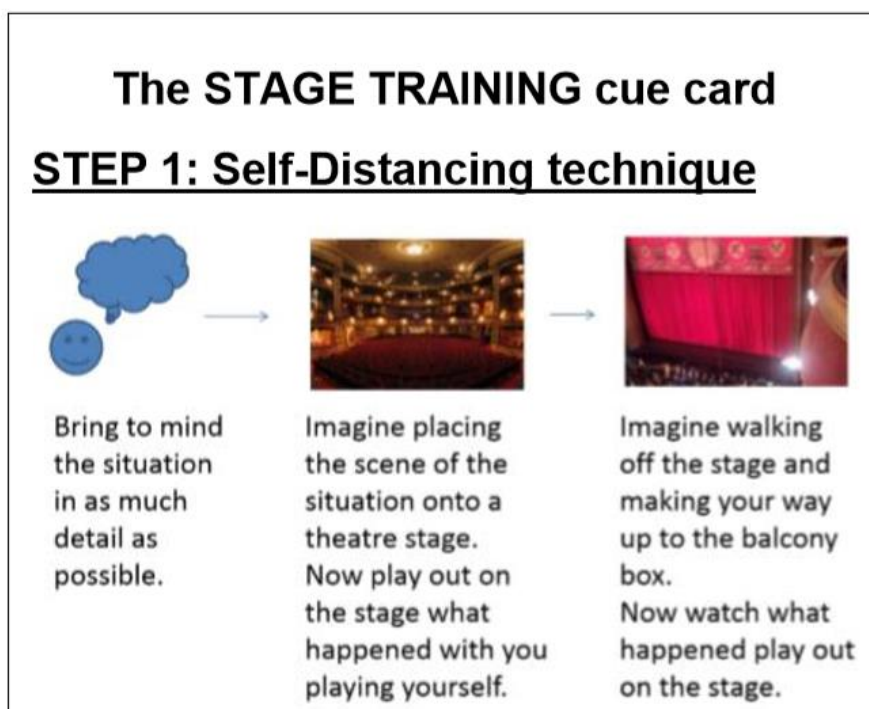 The STAGE TRAINING cue card
STEP 1: Self-Distancing technique
Bring to mind
the situation
in as much
detail as
possible.
Imagine placing
the scene of the
situation onto a
theatre stage.
Now play out on
the stage what
happened with you
playing yourself.
Imagine walking
off the stage and
making your way
up to the balcony
box.
Now watch what
happened play out
on the stage.